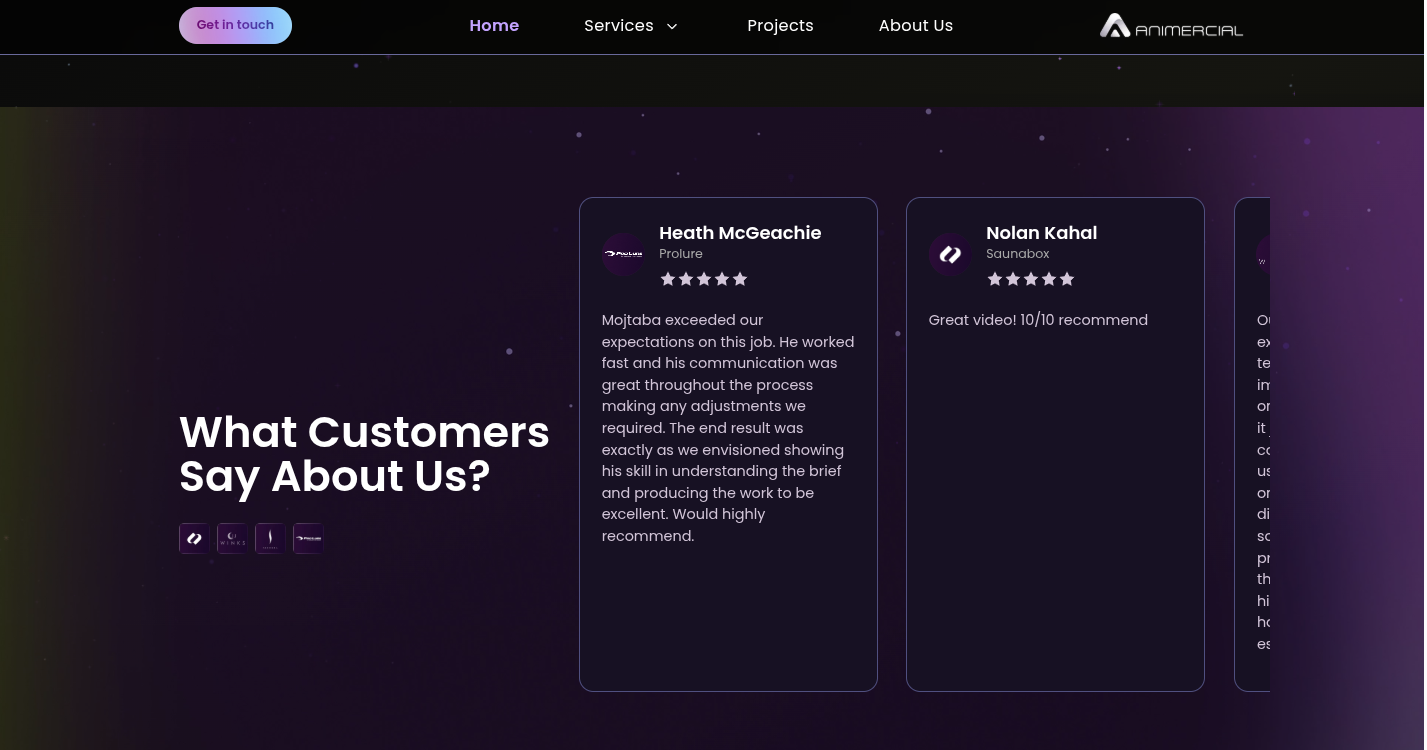 Get in touch
Home
Services
Projects
About Us
ANIMERCIAL
What Customers
Say About Us?
WINKS
Heath McGeachie
Prolure
Mojtaba exceeded our
expectations on this job. He worked
fast and his communication was
great throughout the process
making any adjustments we
required. The end result was
exactly as we envisioned showing
his skill in understanding the brief
and producing the work to be
excellent. Would highly
recommend.
Nolan Kahal
Saunabox
Great video! 10/10 recommend